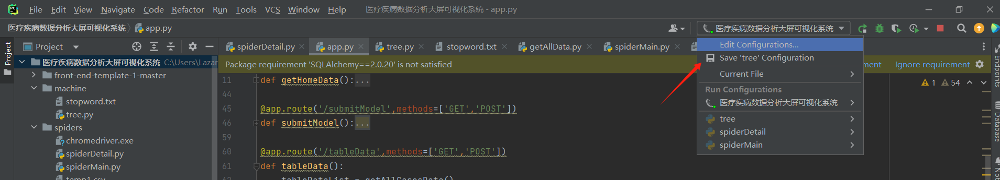 File Edit View Navigate Code Refactor Run Tools VCS Window Help 医疗疾病数据分析大屏可视化系统 - app.py
医疗疾病数据分析大屏可视化系统 app.py
医疗疾病数据分析大屏可视化系统
Project
Project
spiderDetail.py
app.py
tree.py
stopword.txt
getAllData.py
spiderMain.py
医疗疾病数据分析大屏可视化系统 C:\Users\Lazar
front-end-template-1-master
machine
stopword.txt
tree.py
spiders
chromedriver.exe
spiderDetail.py
spiderMain.py
temp1.csv
Package requirement 'SQLAlchemy==2.0.20' is not satisfied
ment Ignore requirement
1 54
11 def getHomeData():...
44
45 @app.route('/submitModel',methods=['GET','POST'])
46 def submitModel():...
59
60 @app.route('/tableData',methods=['GET','POST'])
61 def tableData():
62 tableDataList = getAllCasesData()
Edit Configurations...
Save 'tree' Configuration
Current File
Run Configurations
医疗疾病数据分析大屏可视化系统
tree
spiderDetail
spiderMain
Endpoints
Database